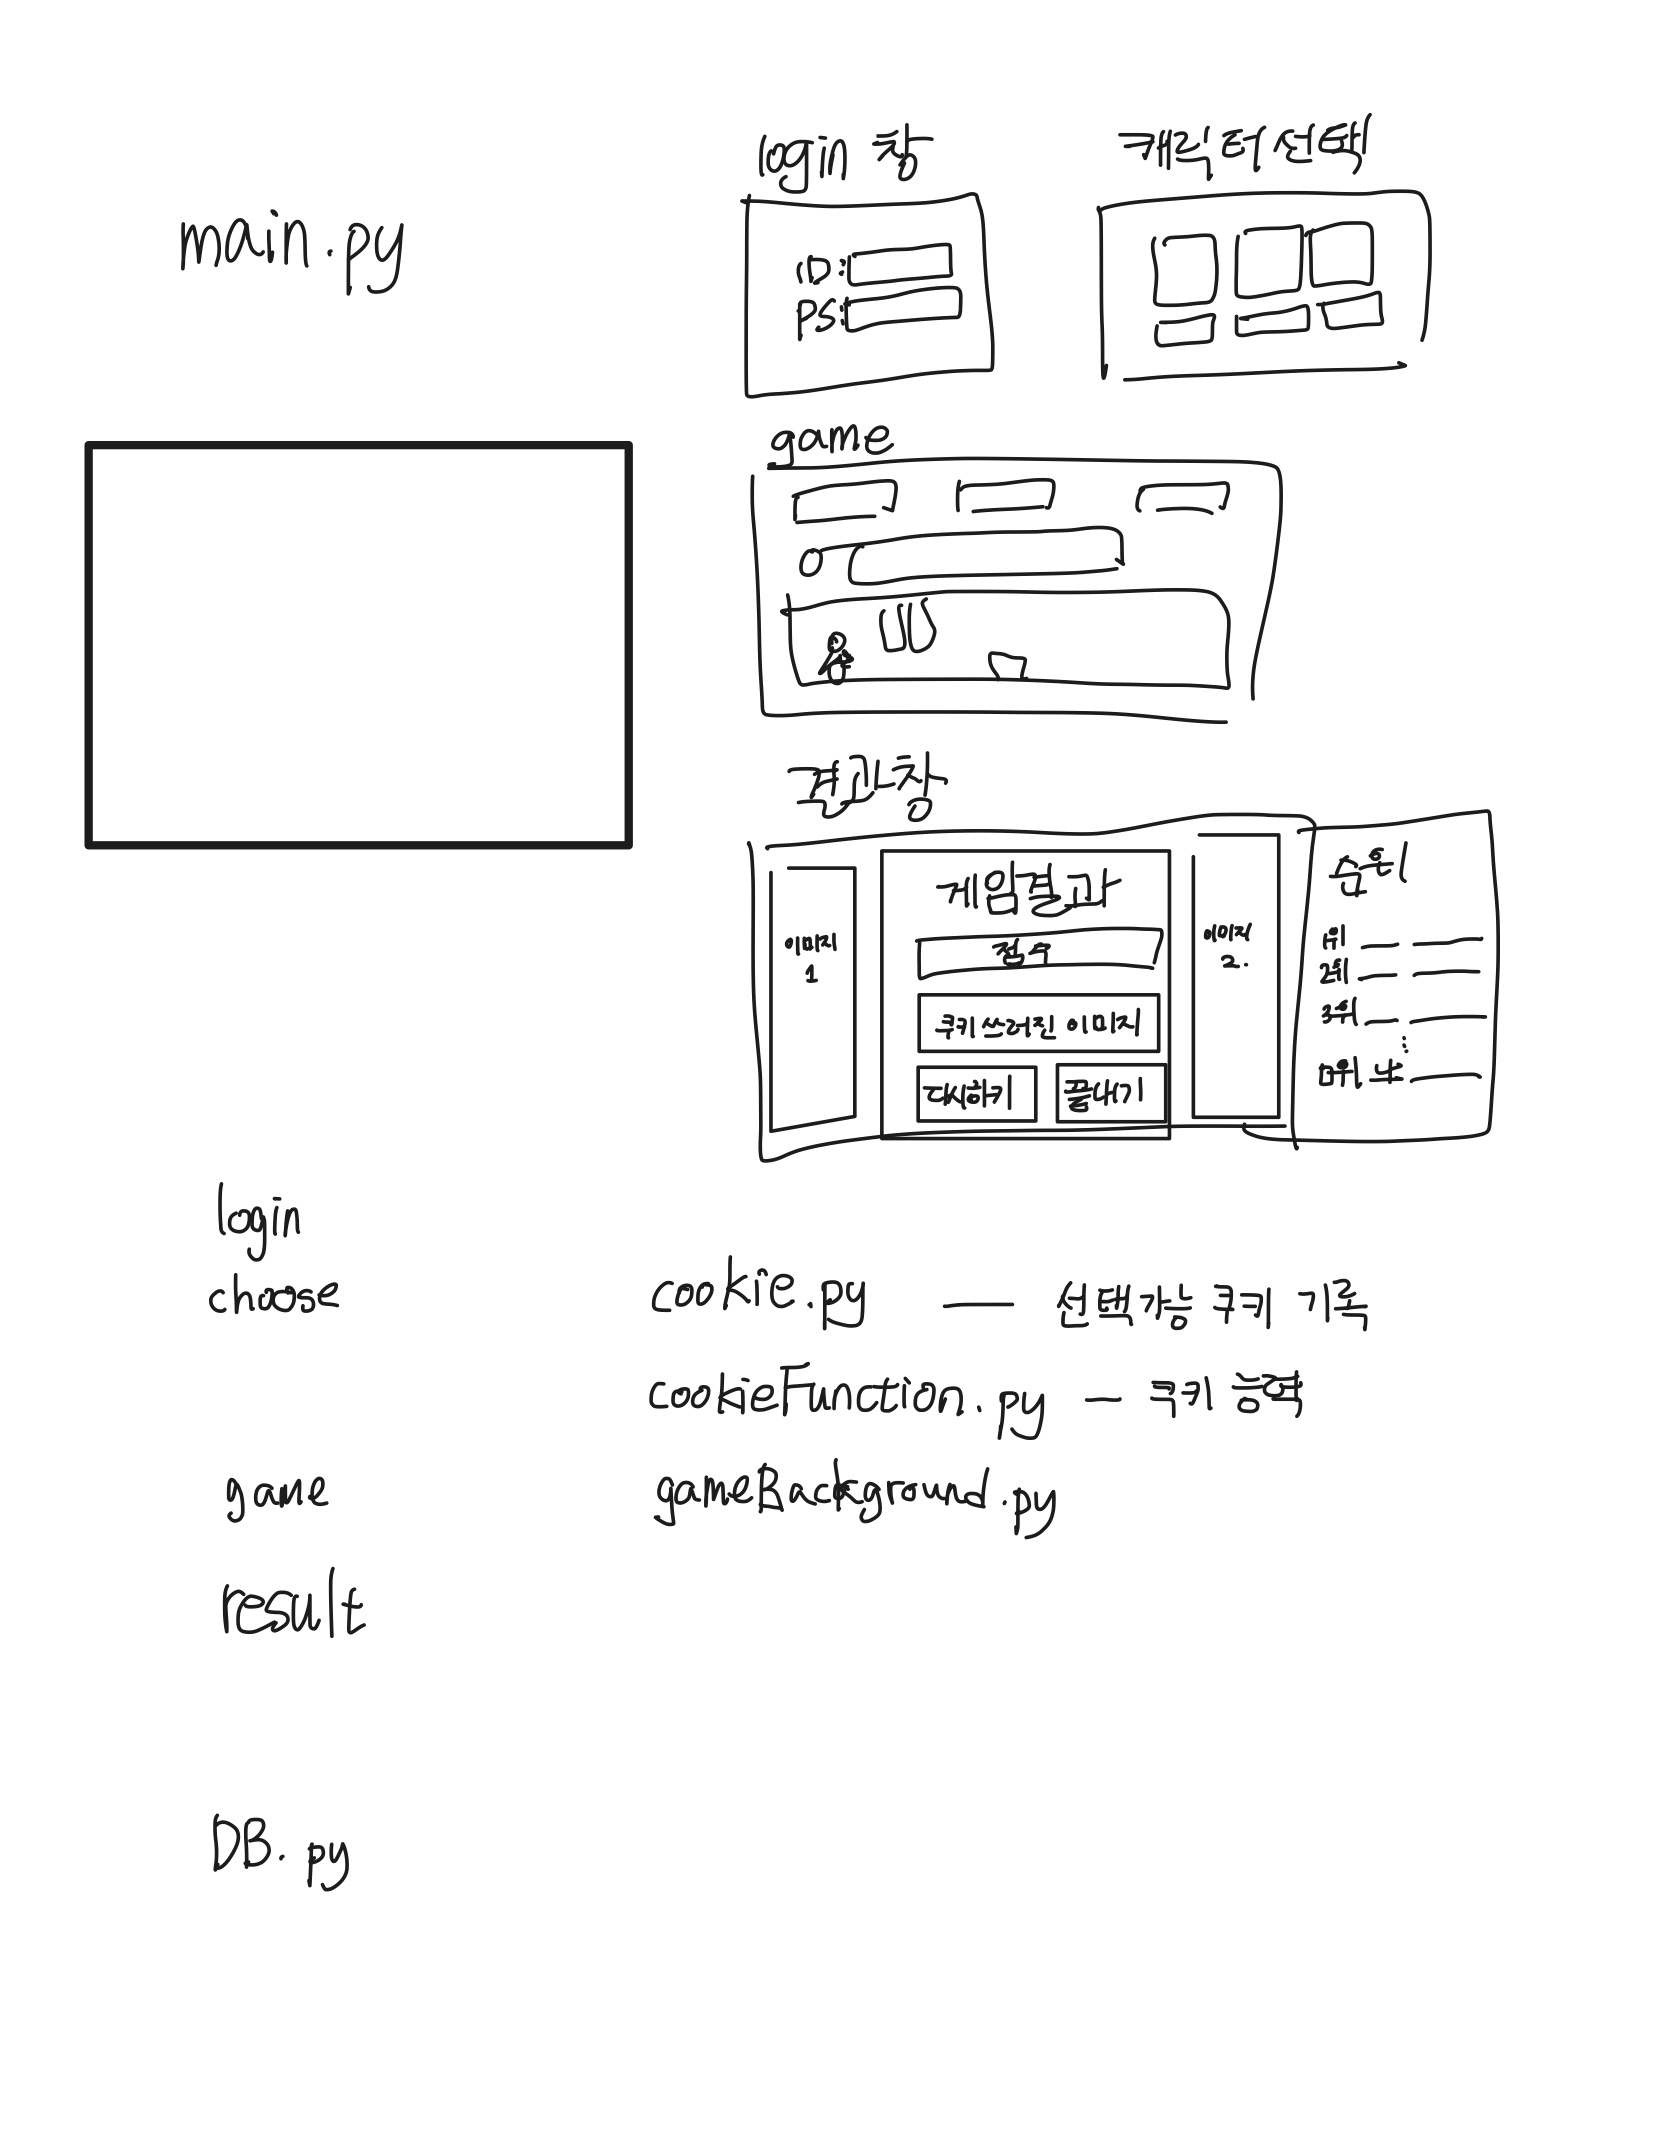 login 창
캐릭터선택
main.py
ID:
PS:
game
결과창
게임결과
점수
이미지
1
이미지
2.
쿠키 쓰러진 이미지
다시하기
끝내기
순위
1위
2위
3위
⋮
m위 나
login
choose
cookie.py — 선택가능 쿠키 기록
cookieFunction.py — 쿠키 능력
game
gameBackground.py
result
DB.py